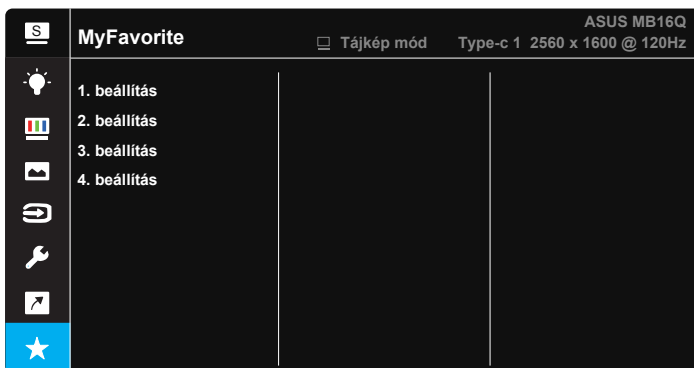 S
ASUS MB16Q
MyFavorite
Tájkép mód Type-c 1 2560 x 1600 @ 120Hz
1. beállítás
2. beállítás
3. beállítás
4. beállítás